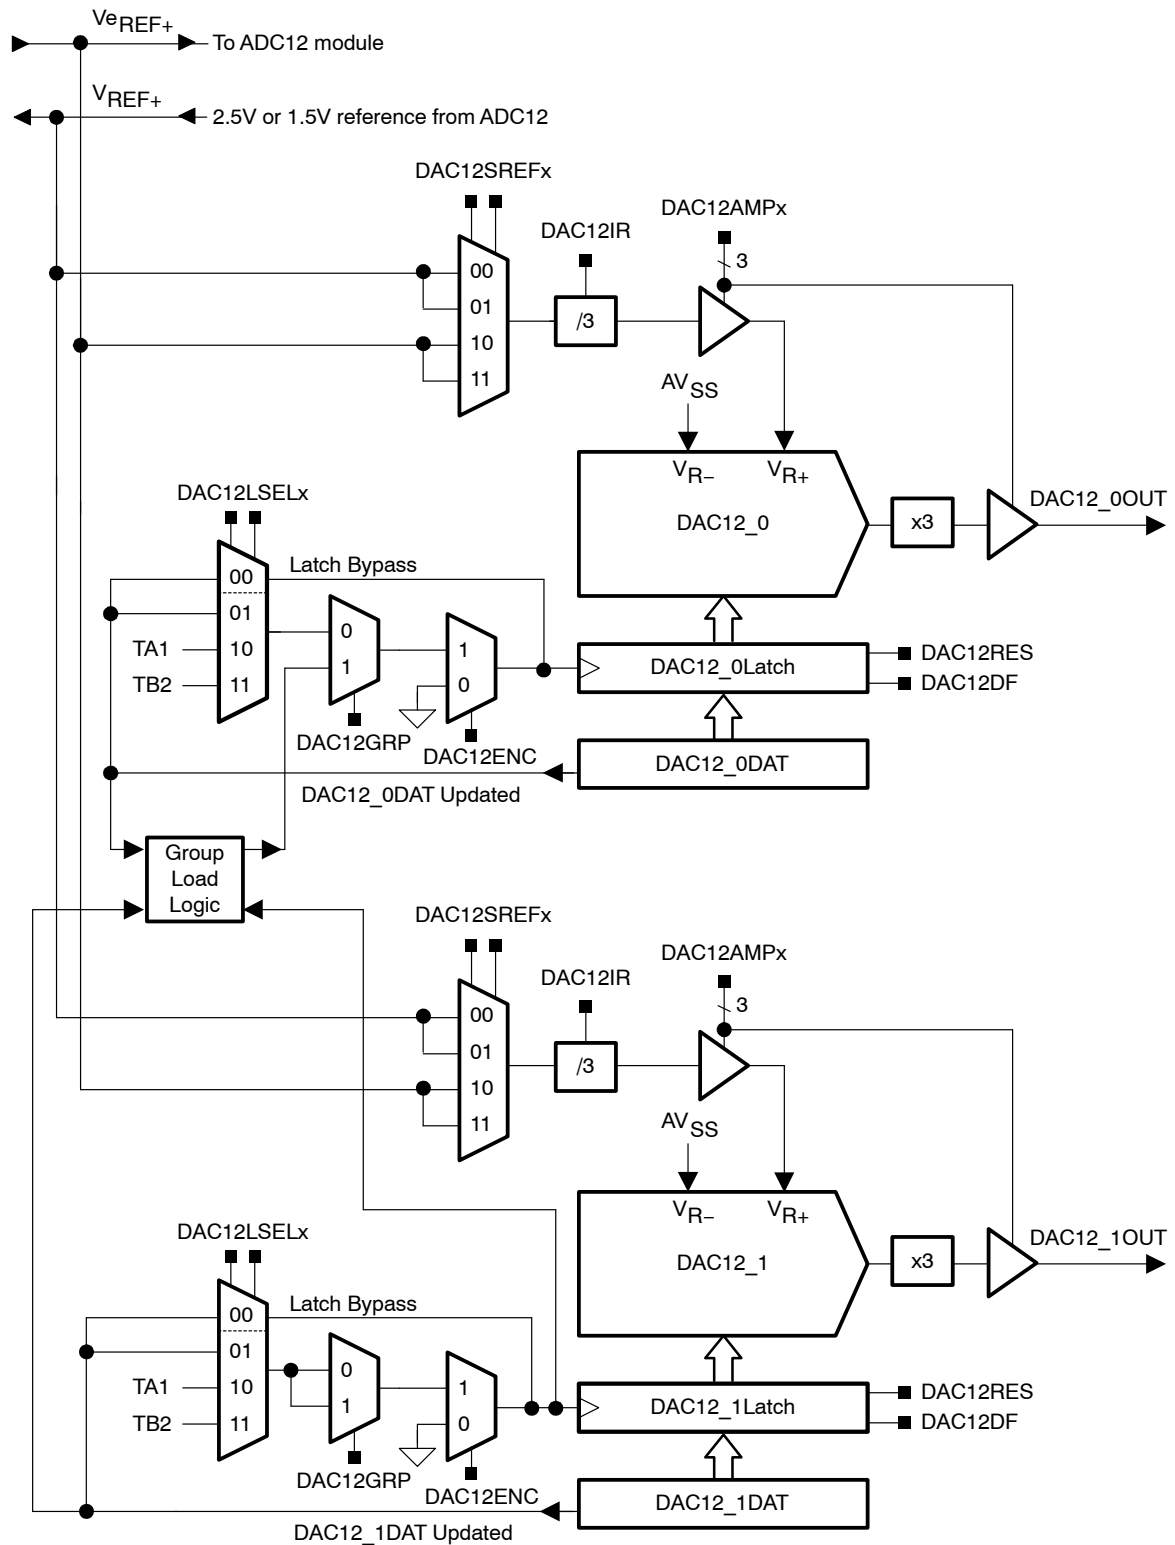 VeREF+
To ADC12 module
VREF+
2.5V or 1.5V reference from ADC12
DAC12SREFx
DAC12AMPx
DAC12IR
3
00
01
10
11
/3
AVSS
VR−
VR+
DAC12_0
x3
DAC12_0OUT
DAC12LSELx
Latch Bypass
00
01
TA1
10
TB2
11
0
1
1
0
DAC12GRP
DAC12ENC
DAC12_0Latch
DAC12RES
DAC12DF
DAC12_0DAT
DAC12_0DAT Updated
Group
Load
Logic
DAC12SREFx
DAC12AMPx
DAC12IR
3
00
01
10
11
/3
AVSS
VR−
VR+
DAC12_1
x3
DAC12_1OUT
DAC12LSELx
Latch Bypass
00
01
TA1
10
TB2
11
0
1
1
0
DAC12GRP
DAC12ENC
DAC12_1Latch
DAC12RES
DAC12DF
DAC12_1DAT
DAC12_1DAT Updated